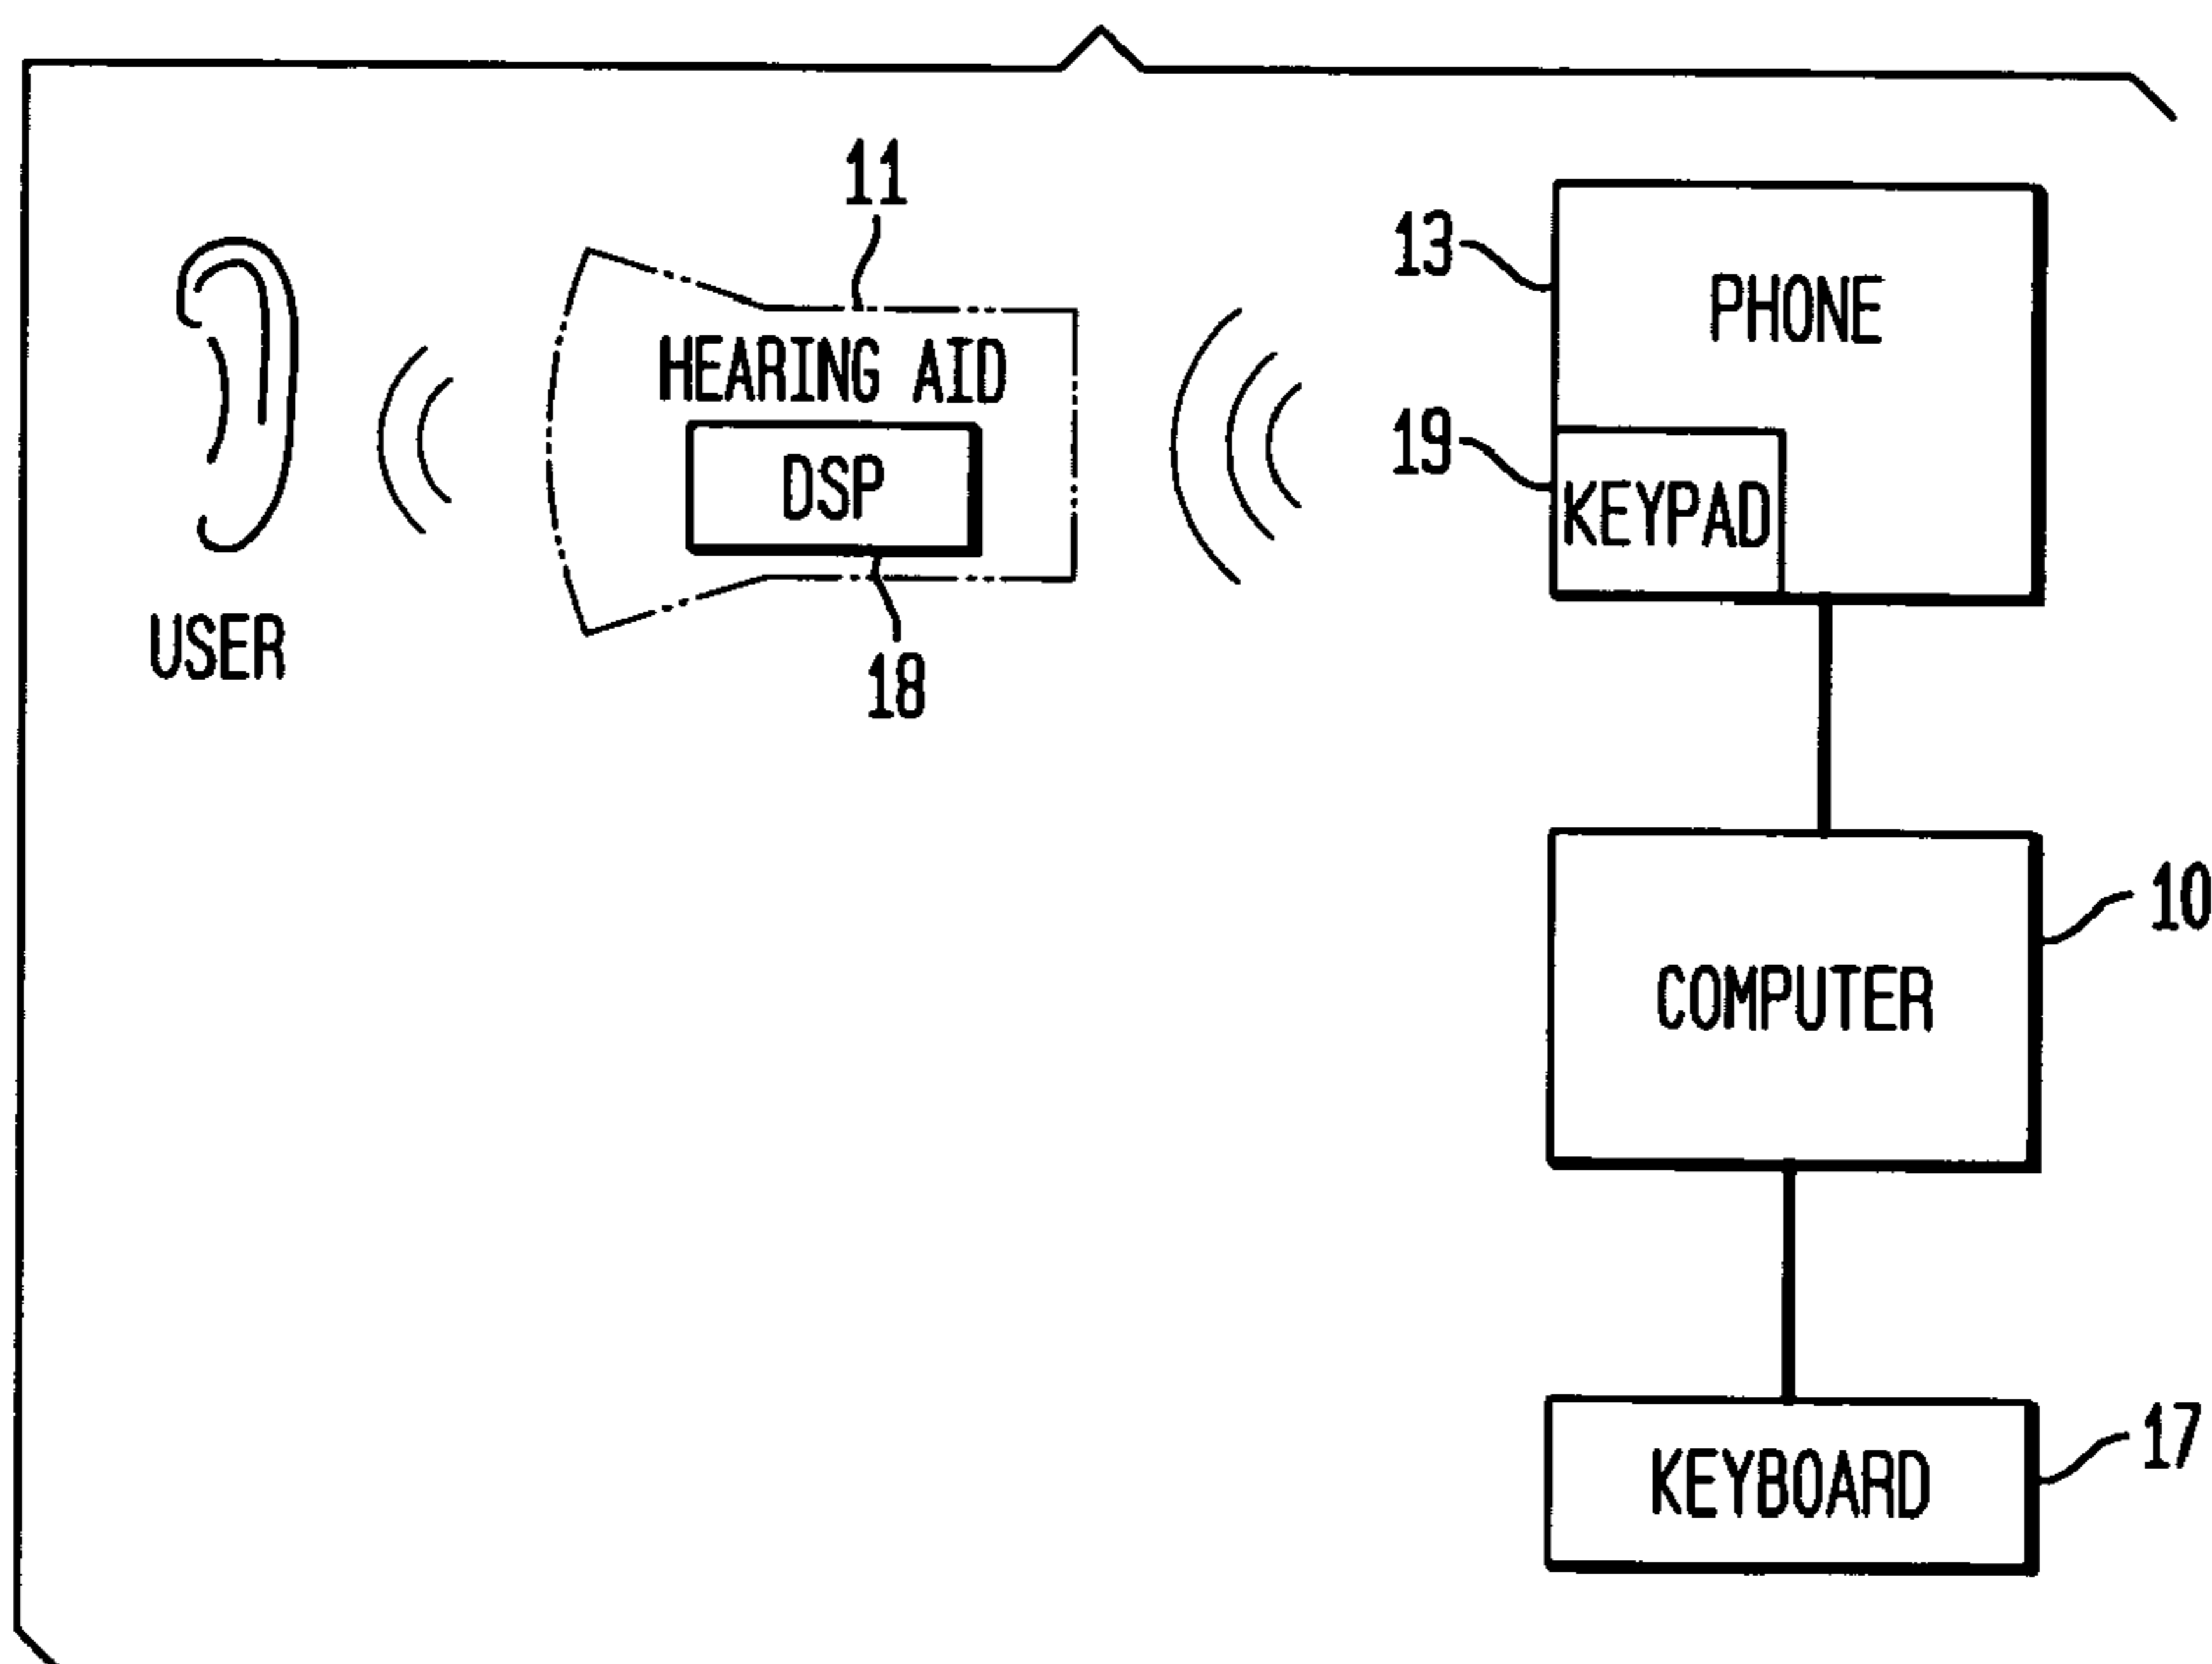 11
13
PHONE
HEARING AID
19
DSP
KEYPAD
USER
18
10
COMPUTER
17
KEYBOARD